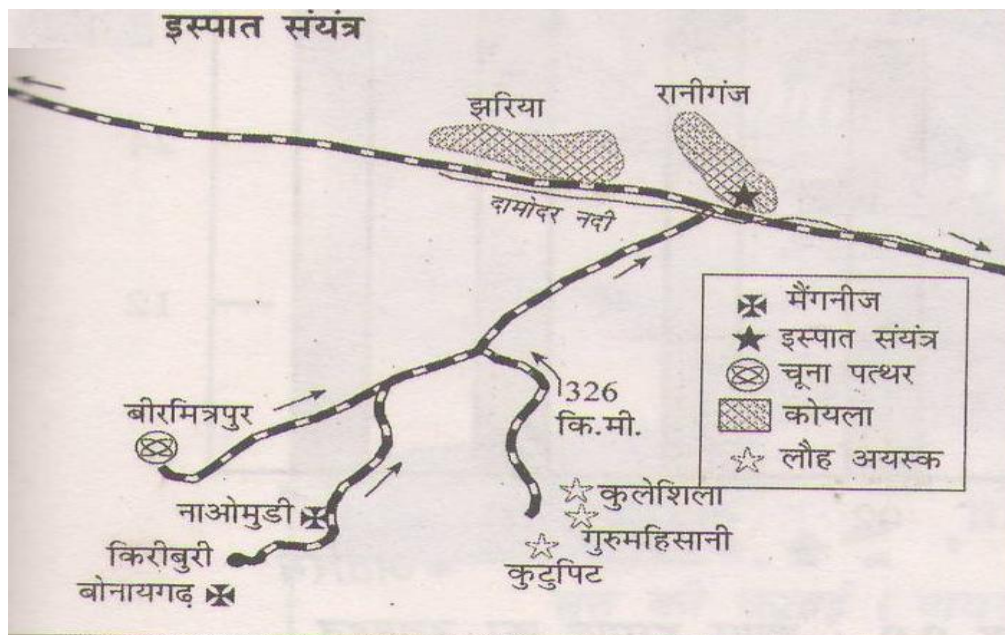 इस्पात संयंत्र
रानीगंज
झरिया
दामोदर नदी
मैंगनीज
इस्पात संयंत्र
चूना पत्थर
कोयला
लौह अयस्क
326
कि.मी.
बीरमित्रपुर
नाओमुडी
किरीबुरी
बोनायगढ़
कुलेशिला
गुरुमहिसानी
कुटुपिट